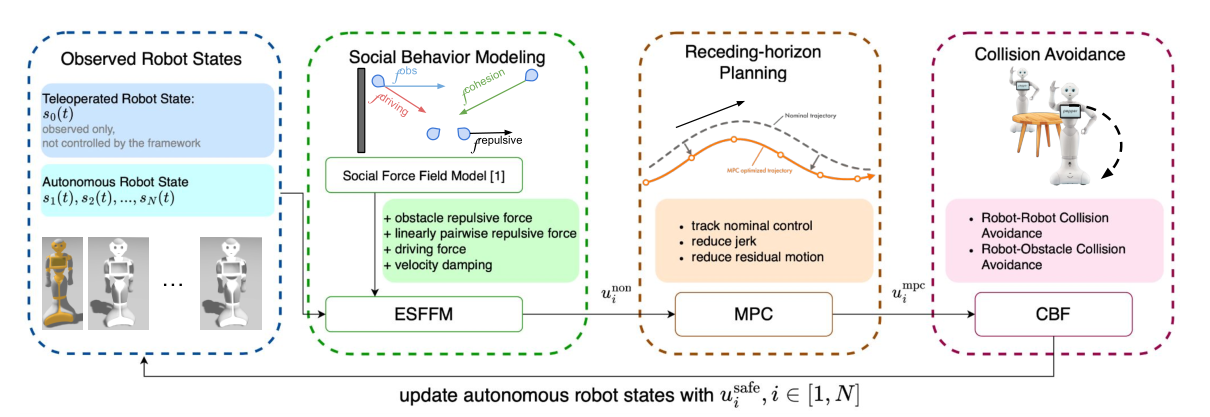 Observed Robot States
Teleoperated Robot State:
s₀(t)
observed only,
not controlled by the framework
Autonomous Robot State
s₁(t), s₂(t), ..., s_N(t)
...
Social Behavior Modeling
f^obs
f^driving
f^cohesion
f^repulsive
Social Force Field Model [1]
+ obstacle repulsive force
+ linearly pairwise repulsive force
+ driving force
+ velocity damping
ESFFM
u_i^non
Receding-horizon
Planning
Nominal trajectory
MPC optimized trajectory
• track nominal control
• reduce jerk
• reduce residual motion
MPC
u_i^mpc
Collision Avoidance
• Robot-Robot Collision
Avoidance
• Robot-Obstacle Collision
Avoidance
CBF
update autonomous robot states with u_i^safe, i ∈ [1, N]